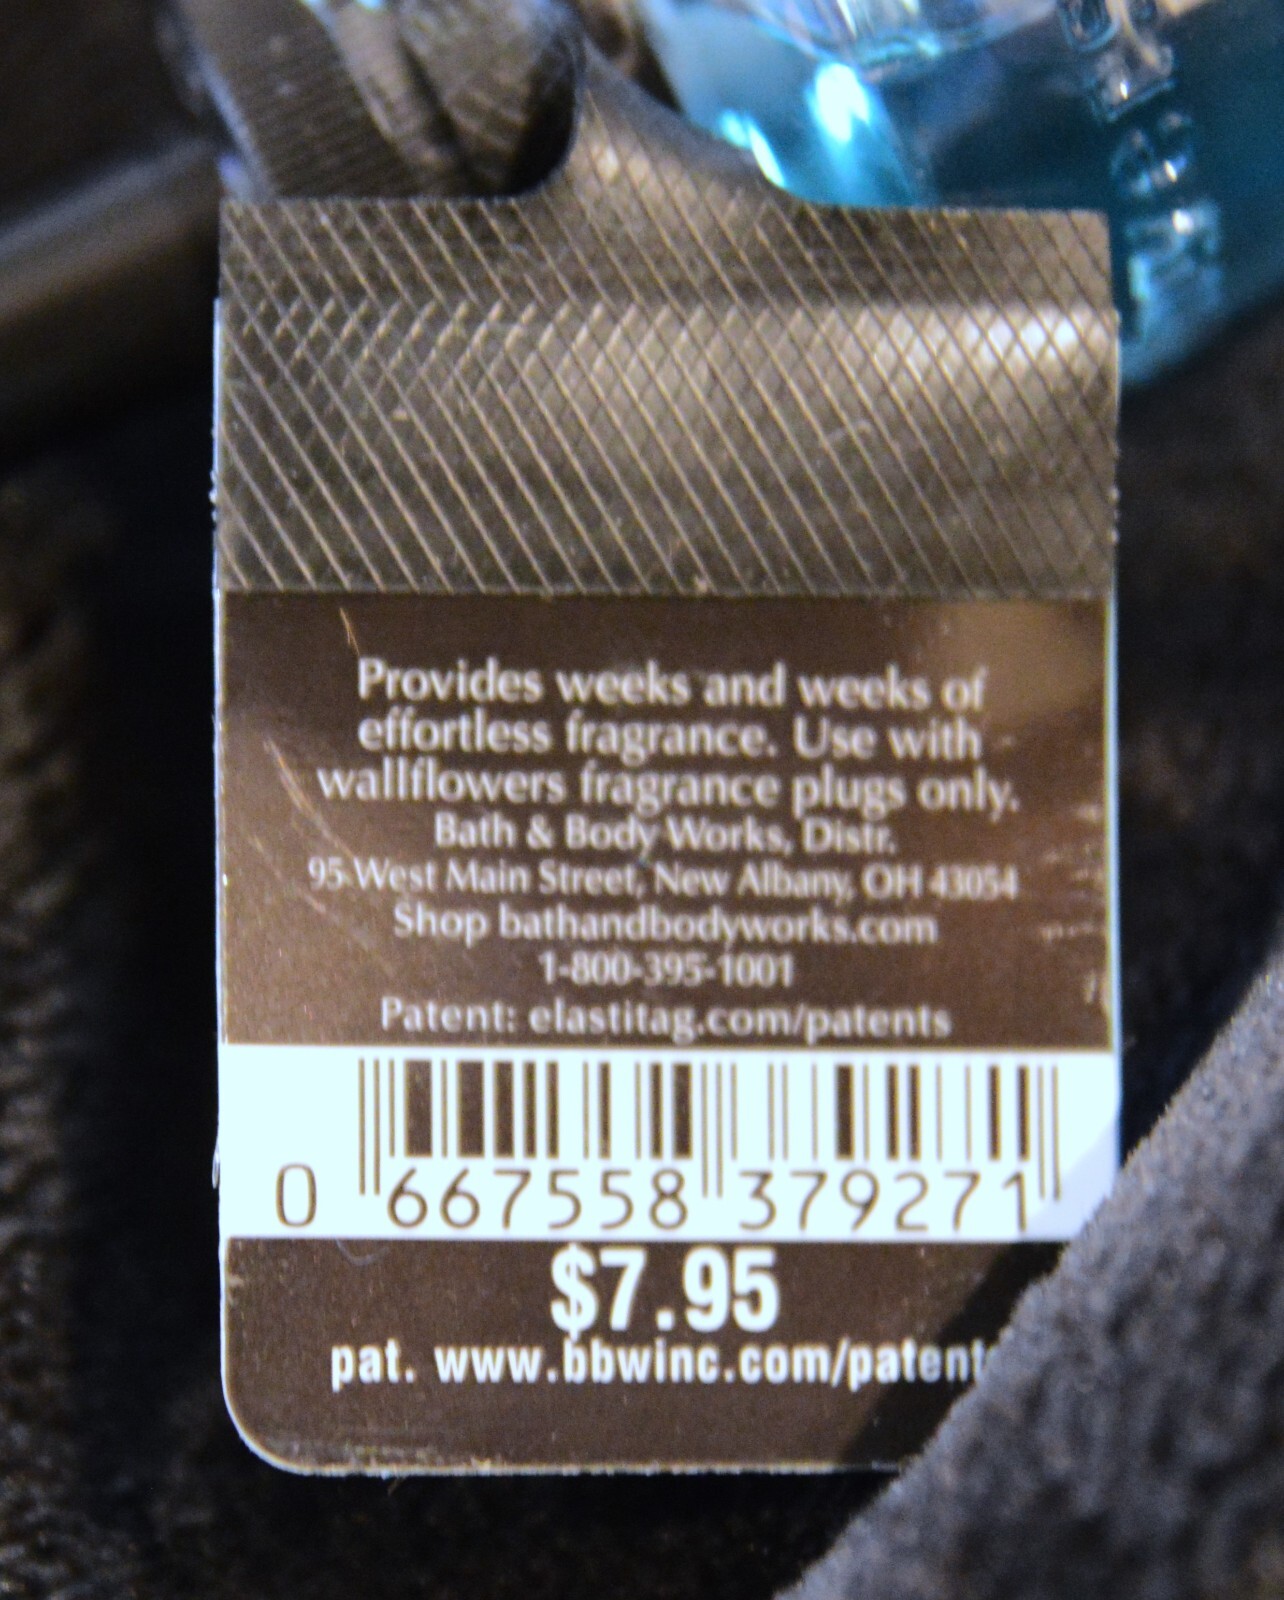 Provides weeks and weeks of
effortless fragrance. Use with
wallflowers fragrance plugs only.
Bath & Body Works, Distr.
95 West Main Street, New Albany, OH 43054
Shop bathandbodyworks.com
1-800-395-1001
Patent: elastitag.com/patents
0 667558 379271
$7.95
pat. www.bbwinc.com/patents